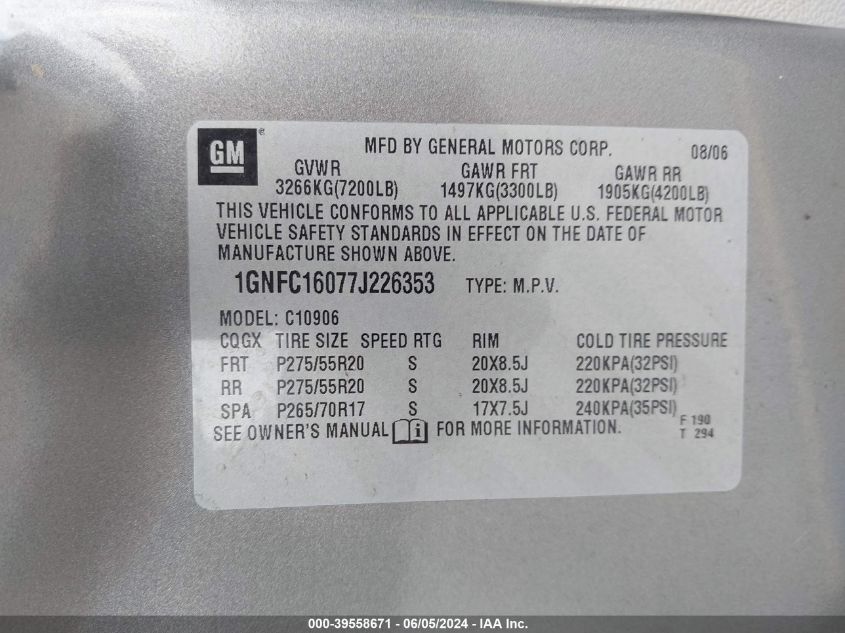 GM ®
MFD BY GENERAL MOTORS CORP. 08/06
GVWR GAWR FRT GAWR RR
3266KG(7200LB) 1497KG(3300LB) 1905KG(4200LB)
THIS VEHICLE CONFORMS TO ALL APPLICABLE U.S. FEDERAL MOTOR
VEHICLE SAFETY STANDARDS IN EFFECT ON THE DATE OF
MANUFACTURE SHOWN ABOVE.
1GNFC16077J226353 TYPE: M.P.V.
MODEL: C10906
CQGX TIRE SIZE SPEED RTG RIM COLD TIRE PRESSURE
FRT P275/55R20 S 20X8.5J 220KPA(32PSI)
RR P275/55R20 S 20X8.5J 220KPA(32PSI)
SPA P265/70R17 S 17X7.5J 240KPA(35PSI)
SEE OWNER'S MANUAL i FOR MORE INFORMATION. F 190
T 294
000-39558671 - 06/05/2024 - IAA Inc.